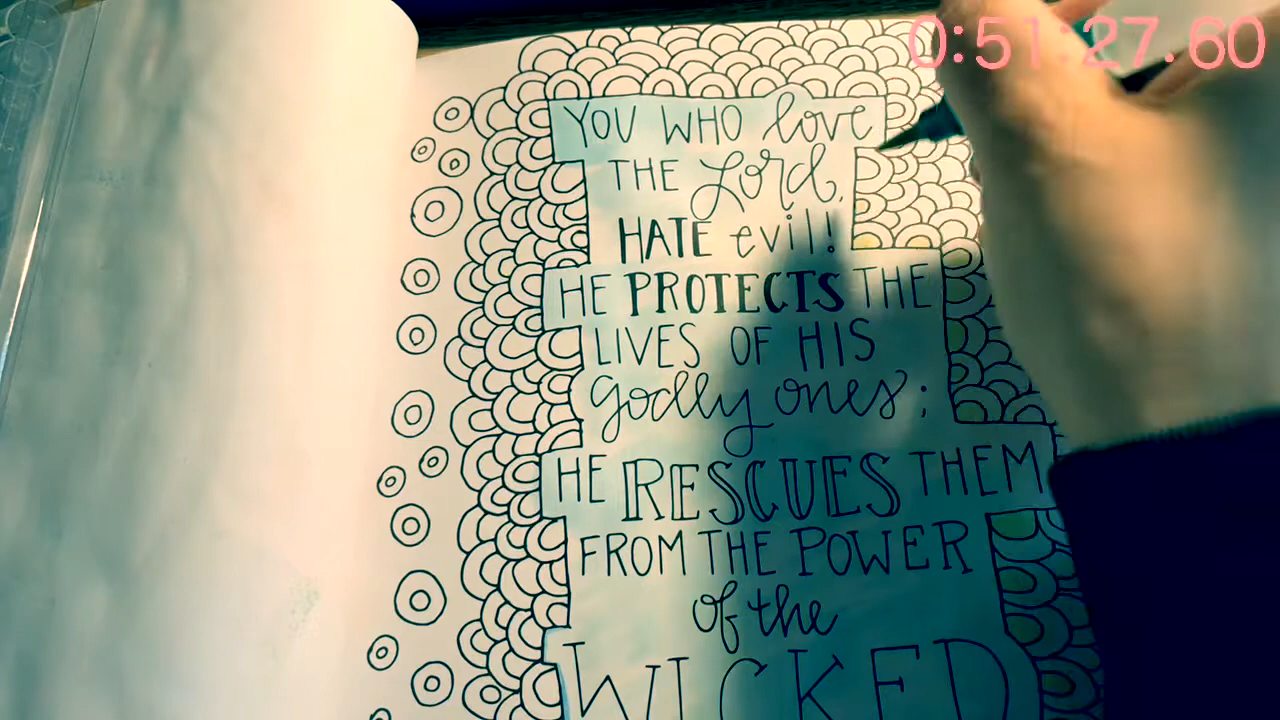 0:51:27.60
YOU WHO love
THE Lord,
HATE evil!
HE PROTECTS THE
LIVES OF HIS
godly ones;
HE RESCUES THEM
FROM THE POWER
of the
WICKED